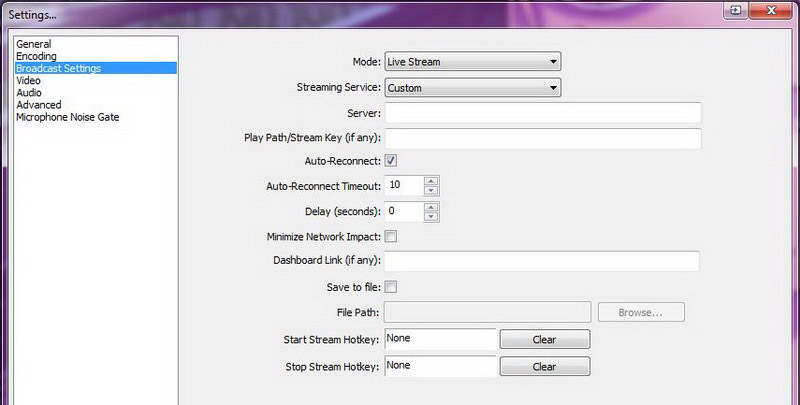 Settings...
General
Encoding
Broadcast Settings
Video
Audio
Advanced
Microphone Noise Gate
Mode: Live Stream
Streaming Service: Custom
Server:
Play Path/Stream Key (if any):
Auto-Reconnect:
Auto-Reconnect Timeout: 10
Delay (seconds): 0
Minimize Network Impact:
Dashboard Link (if any):
Save to file:
File Path: Browse...
Start Stream Hotkey: None Clear
Stop Stream Hotkey: None Clear